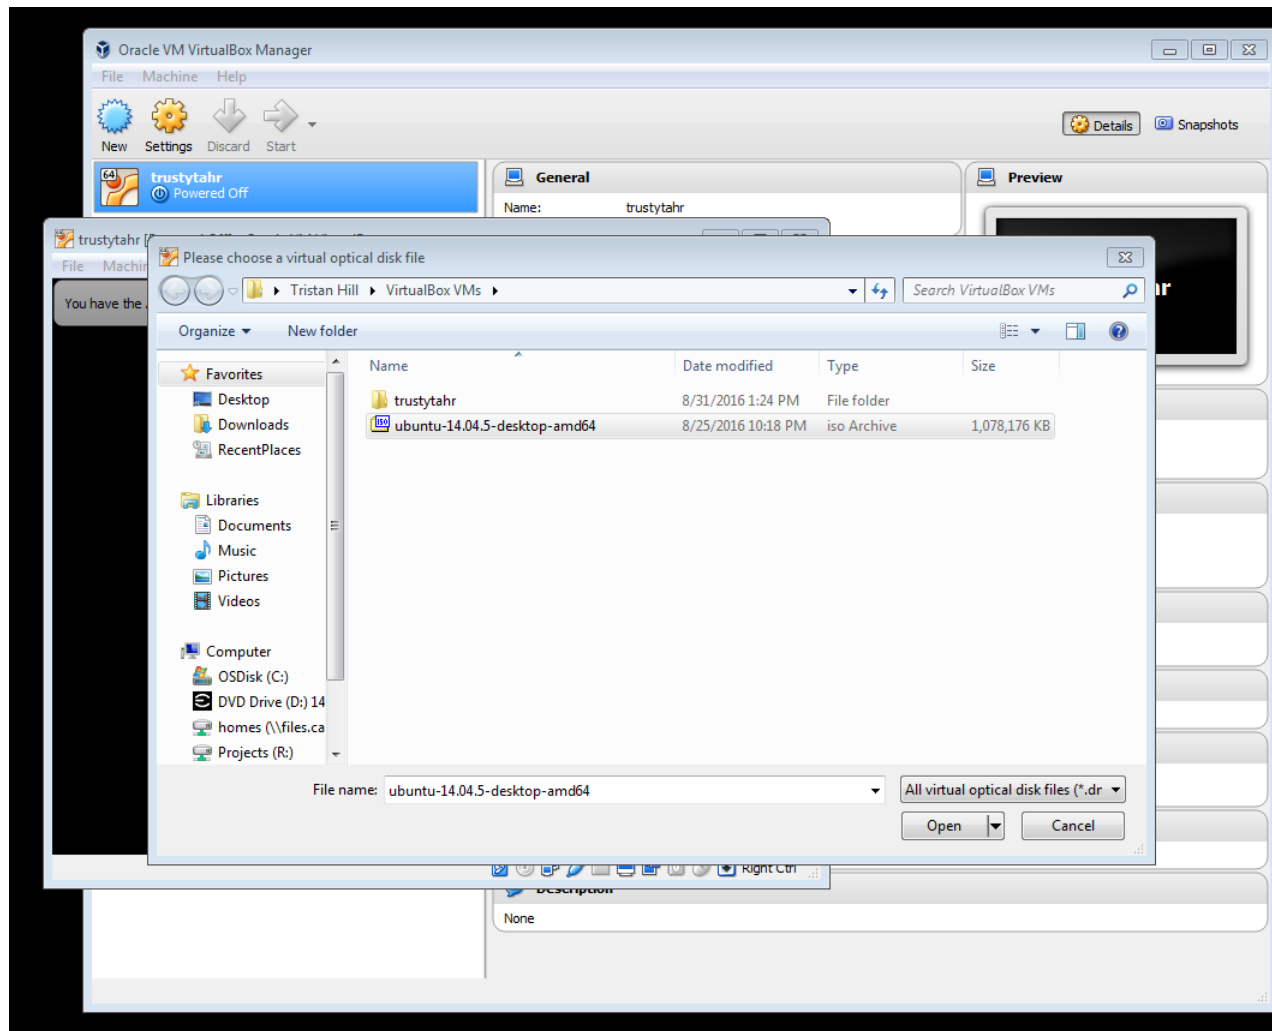 Oracle VM VirtualBox Manager
File Machine Help
New Settings Discard Start
Details Snapshots
64
trustytahr
Powered Off
General
Name: trustytahr
Preview
trustytahr
File Machin
You have the
Please choose a virtual optical disk file
Tristan Hill VirtualBox VMs
Search VirtualBox VMs
Organize New folder
Name Date modified Type Size
trustytahr 8/31/2016 1:24 PM File folder
ISO ubuntu-14.04.5-desktop-amd64 8/25/2016 10:18 PM iso Archive 1,078,176 KB
Favorites
Desktop
Downloads
RecentPlaces
Libraries
Documents
Music
Pictures
Videos
Computer
OSDisk (C:)
DVD Drive (D:) 14
homes (\\files.ca
Projects (R:)
File name: ubuntu-14.04.5-desktop-amd64
All virtual optical disk files (*.dr
Open Cancel
Right Ctrl
Description
None